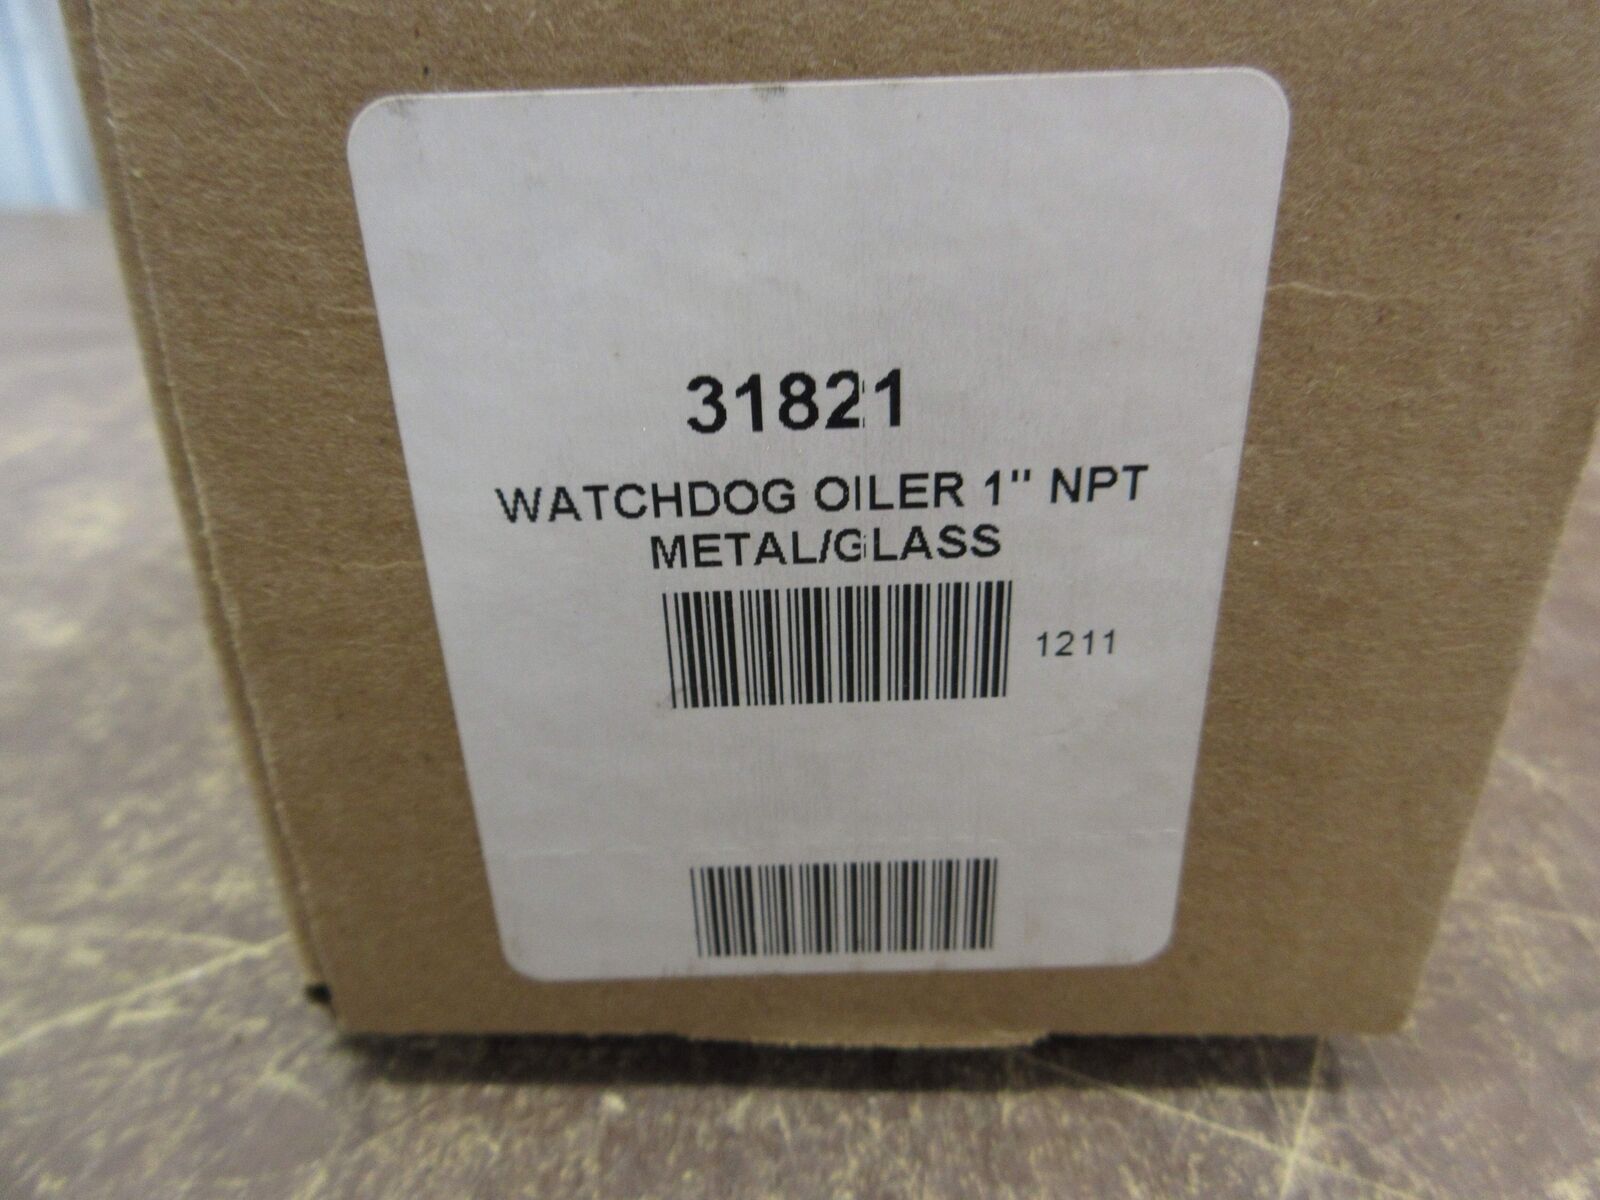 31821
WATCHDOG OILER 1" NPT
METAL/GLASS
1211